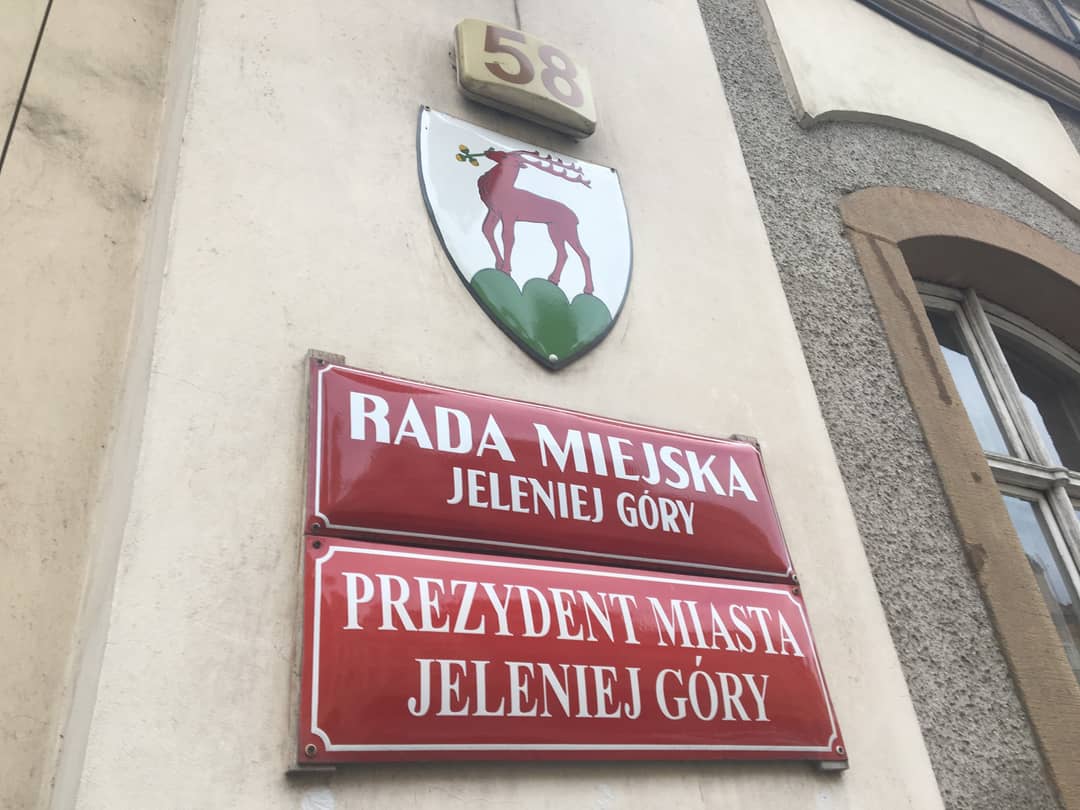 58
RADA MIEJSKA
JELENIEJ GÓRY
PREZYDENT MIASTA
JELENIEJ GÓRY